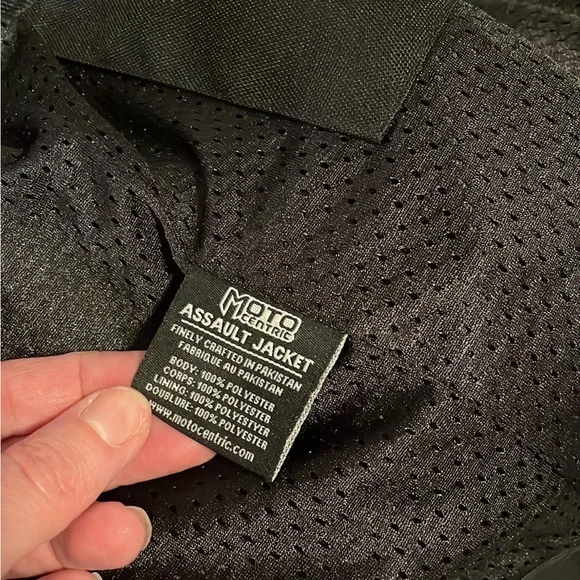 MOTO
CENTRIC
ASSAULT JACKET
FINELY CRAFTED IN PAKISTAN
FABRIQUE AU PAKISTAN
BODY: 100% POLYESTER
CORPS: 100% POLYESTER
LINING: 100% POLYESTYER
DOUBLURE: 100% POLYESTER
www.motocentric.com